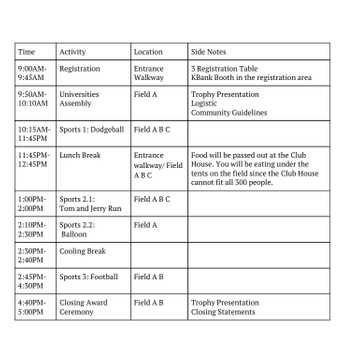 Time Activity Location Side Notes
9:00AM- Registration Entrance 3 Registration Table
9:45AM Walkway KBank Booth in the registration area
9:50AM- Universities Field A Trophy Presentation
10:10AM Assembly Logistic
Community Guidelines
10:15AM- Sports 1: Dodgeball Field A B C
11:45PM
11:45PM- Lunch Break Entrance Food will be passed out at the Club
12:45PM walkway/ Field House. You will be eating under the
A B C tents on the field since the Club House
cannot fit all 300 people.
1:00PM- Sports 2.1: Field A B C
2:00PM Tom and Jerry Run
2:10PM- Sports 2.2: Field A
2:30PM Balloon
2:30PM- Cooling Break
2:40PM
2:45PM- Sports 3: Football Field A B
4:30PM
4:40PM- Closing Award Field A B Trophy Presentation
5:00PM Ceremony Closing Statements